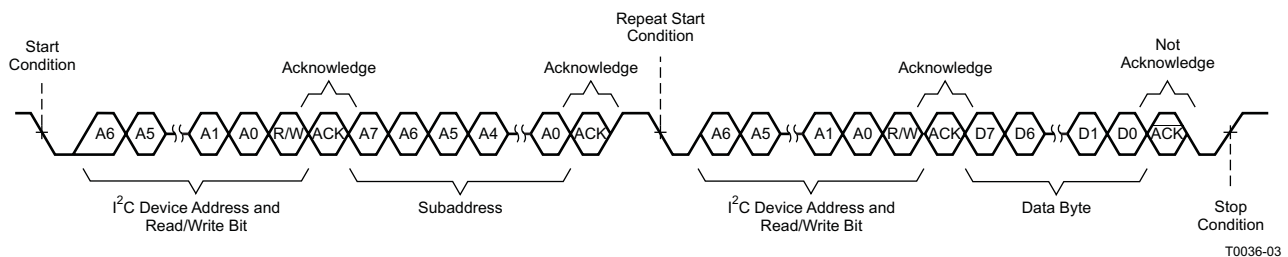 Start
Condition
Acknowledge
Acknowledge
Repeat Start
Condition
Acknowledge
Not
Acknowledge
A6 A5 A1 A0 R/W ACK A7 A6 A5 A4 A0 ACK A6 A5 A1 A0 R/W ACK D7 D6 D1 D0 ACK
I²C Device Address and
Read/Write Bit
Subaddress
I²C Device Address and
Read/Write Bit
Data Byte
Stop
Condition
T0036-03